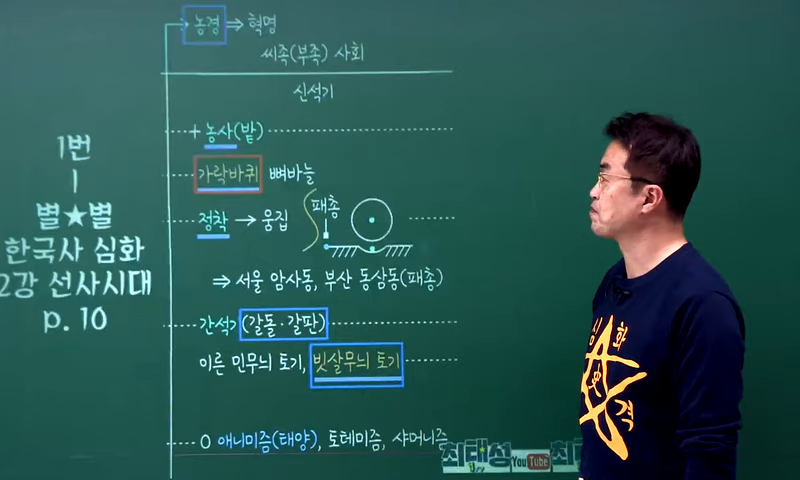 농경 ⇒ 혁명
씨족(부족) 사회
신석기
+ 농사(밭)
가락바퀴 뼈바늘
정착 → 움집
패총
⇒ 서울 암사동, 부산 동삼동(패총)
간석기(갈돌·갈판)
이른 민무늬 토기, 빗살무늬 토기
O 애니미즘(태양), 토테미즘, 샤머니즘
1번
|
별★별
한국사 심화
2강 선사시대
p. 10
심화
史
격
최태성
YouTube